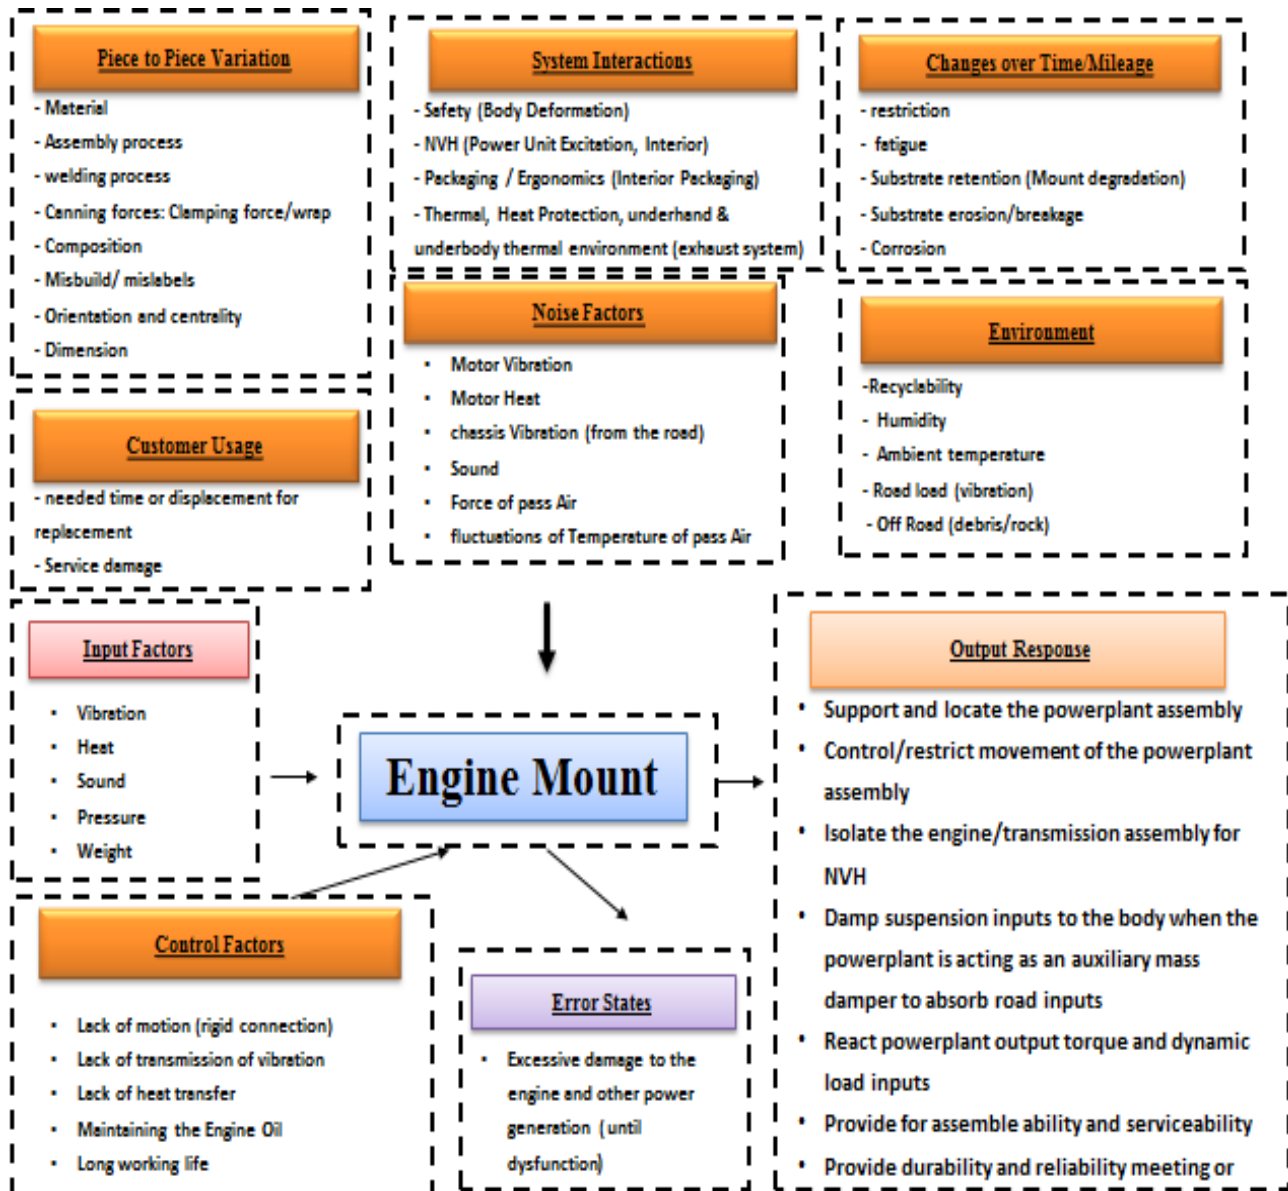 Piece to Piece Variation
- Material
- Assembly process
- welding process
- Canning forces: Clamping force/wrap
- Composition
- Misbuild/ mislabels
- Orientation and centrality
- Dimension
System Interactions
- Safety (Body Deformation)
- NVH (Power Unit Excitation, Interior)
- Packaging / Ergonomics (Interior Packaging)
- Thermal, Heat Protection, underhand &
underbody thermal environment (exhaust system)
Changes over Time/Mileage
- restriction
- fatigue
- Substrate retention (Mount degradation)
- Substrate erosion/breakage
- Corrosion
Customer Usage
- needed time or displacement for
replacement
- Service damage
Noise Factors
• Motor Vibration
• Motor Heat
• chassis Vibration (from the road)
• Sound
• Force of pass Air
• fluctuations of Temperature of pass Air
Environment
-Recyclability
- Humidity
- Ambient temperature
- Road load (vibration)
- Off Road (debris/rock)
Input Factors
• Vibration
• Heat
• Sound
• Pressure
• Weight
Engine Mount
Output Response
• Support and locate the powerplant assembly
• Control/restrict movement of the powerplant
assembly
• Isolate the engine/transmission assembly for
NVH
• Damp suspension inputs to the body when the
powerplant is acting as an auxiliary mass
damper to absorb road inputs
• React powerplant output torque and dynamic
load inputs
• Provide for assemble ability and serviceability
• Provide durability and reliability meeting or
Control Factors
• Lack of motion (rigid connection)
• Lack of transmission of vibration
• Lack of heat transfer
• Maintaining the Engine Oil
• Long working life
Error States
• Excessive damage to the
engine and other power
generation ( until
dysfunction)